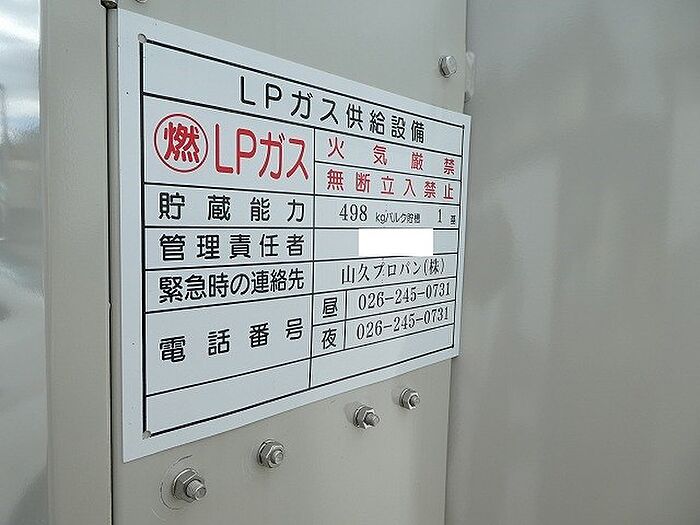 LPガス供給設備
燃 LPガス 火気厳禁
無断立入禁止
貯蔵能力 498 kgバルク貯槽 1 基
管理責任者
緊急時の連絡先 山久プロパン(株)
電話番号 昼 026-245-0731
夜 026-245-0731